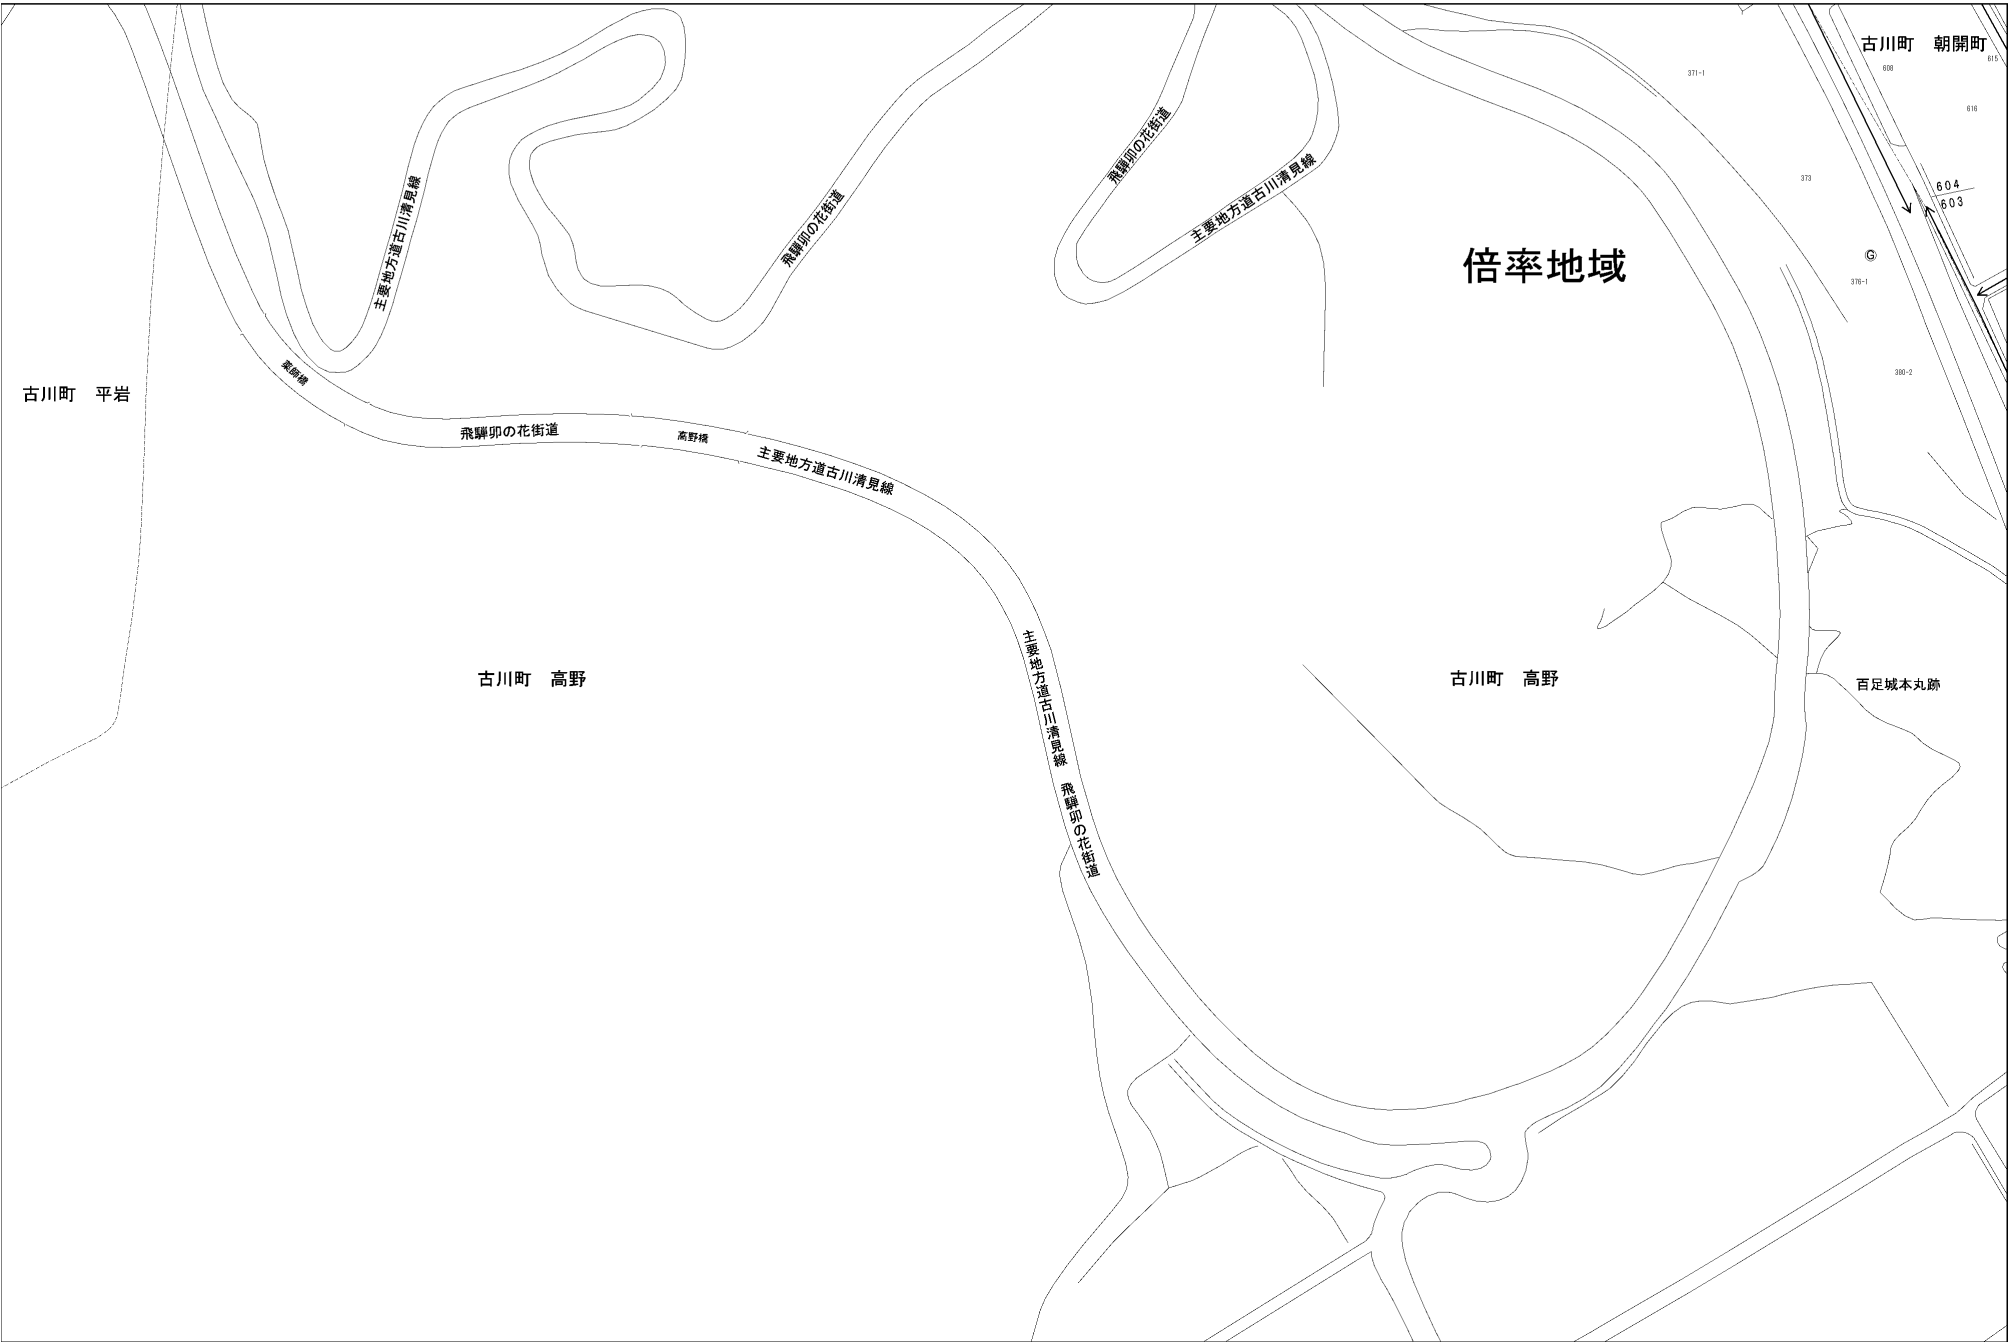 古川町　朝開町
608
615
371-1
616
飛騨卯の花街道
主要地方道古川清見線
373
604
603
主要地方道古川清見線
飛騨卯の花街道
倍率地域
G
376-1
薬師橋
380-2
古川町　平岩
飛騨卯の花街道
高野橋
主要地方道古川清見線
主要地方道古川清見線　飛騨卯の花街道
古川町　高野
古川町　高野
百足城本丸跡